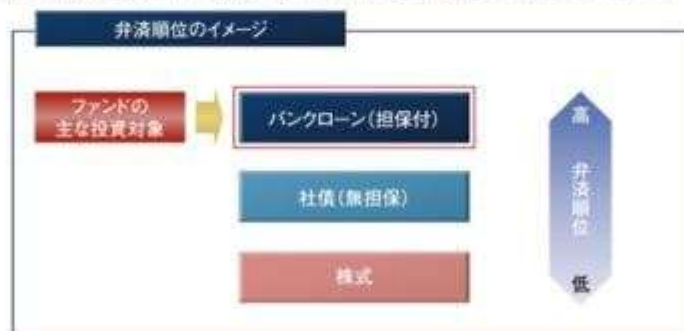 弁済順位のイメージ
ファンドの
主な投資対象
バンクローン(担保付)
社債(無担保)
株式
高
弁済順位
低